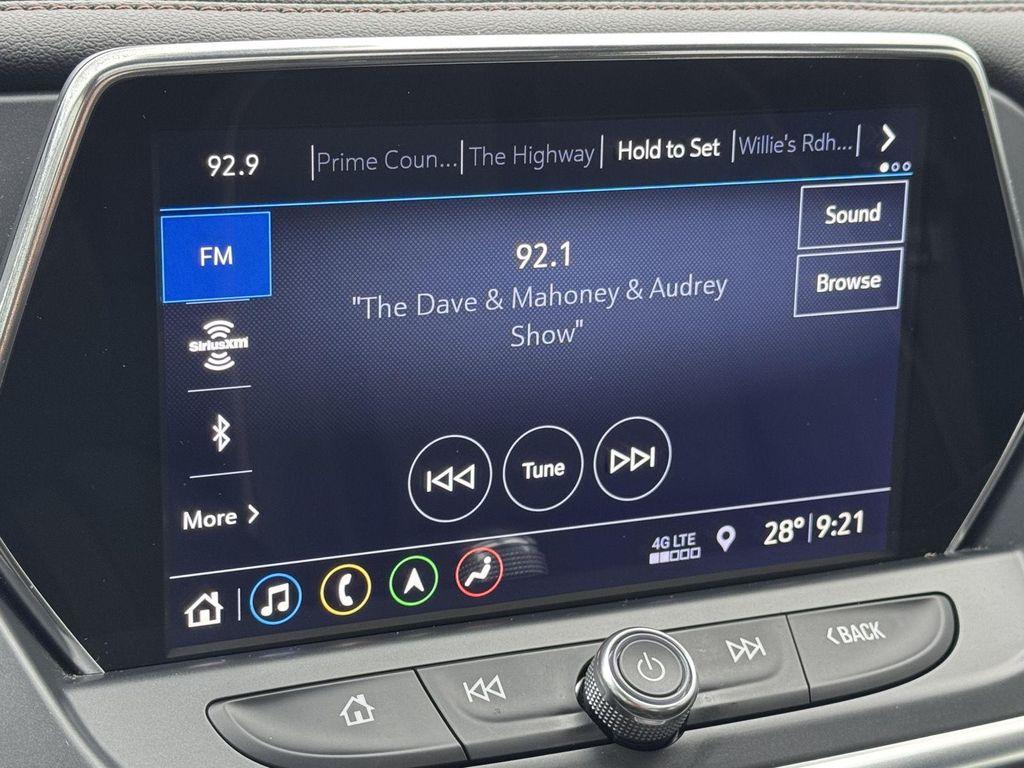 92.9
Prime Coun...
The Highway
Hold to Set
Willie's Rdh...
FM
92.1
"The Dave & Mahoney & Audrey
Show"
Sound
Browse
SiriusXM
Tune
More
4G LTE
28° 9:21
BACK